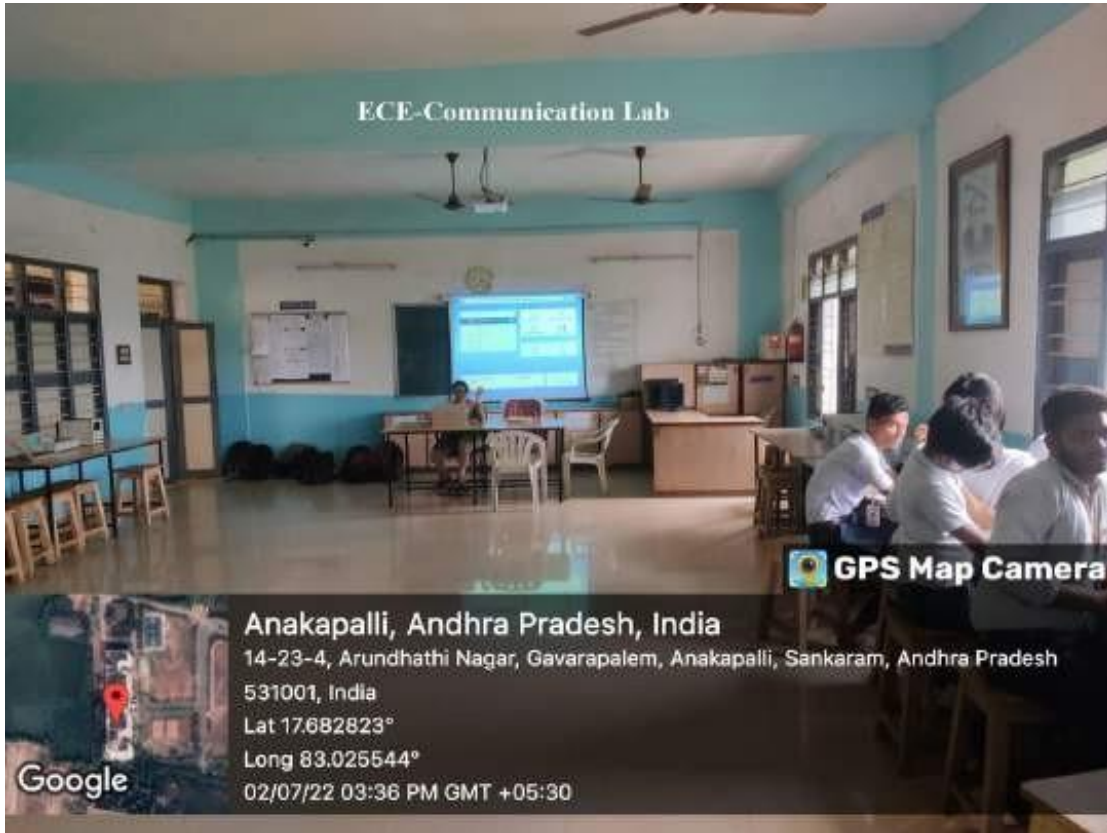 ECE-Communication Lab
GPS Map Camera
Anakapalli, Andhra Pradesh, India
14-23-4, Arundhathi Nagar, Gavarapalem, Anakapalli, Sankaram, Andhra Pradesh
531001, India
Lat 17.682823°
Long 83.025544°
02/07/22 03:36 PM GMT +05:30
Google